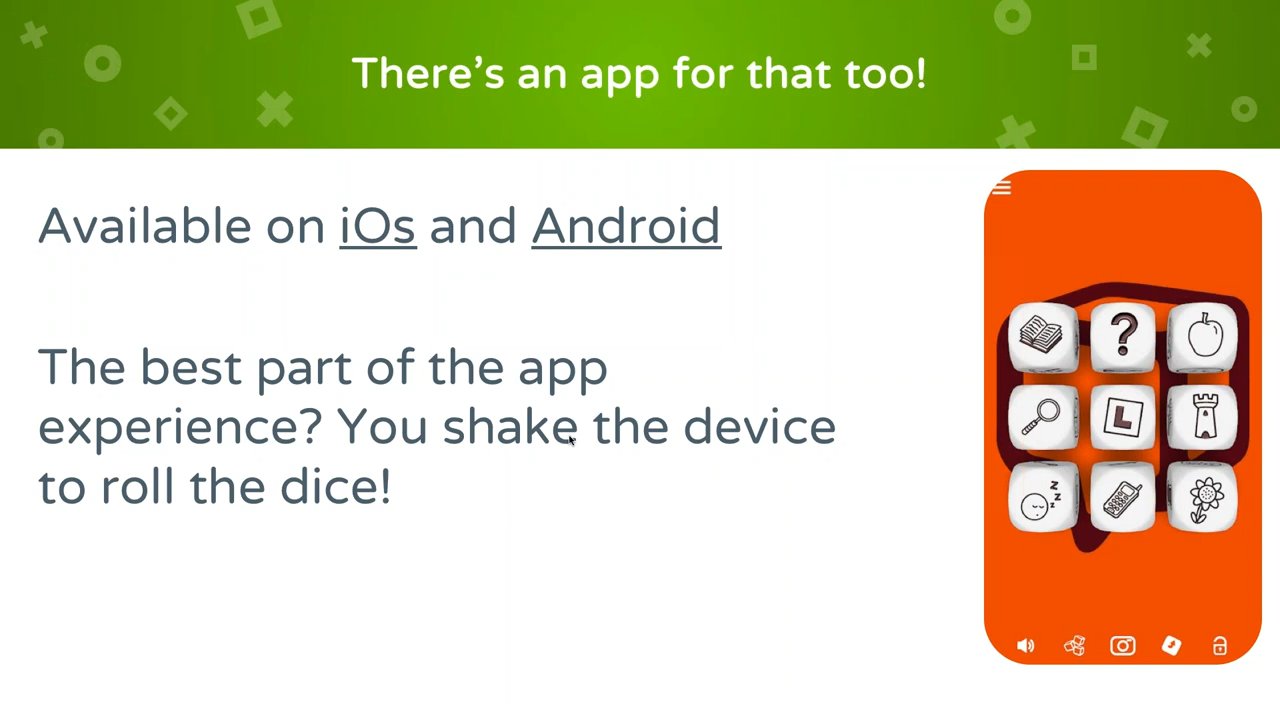 There's an app for that too!
Available on iOs and Android
The best part of the app
experience? You shake the device
to roll the dice!
?
L
z z z